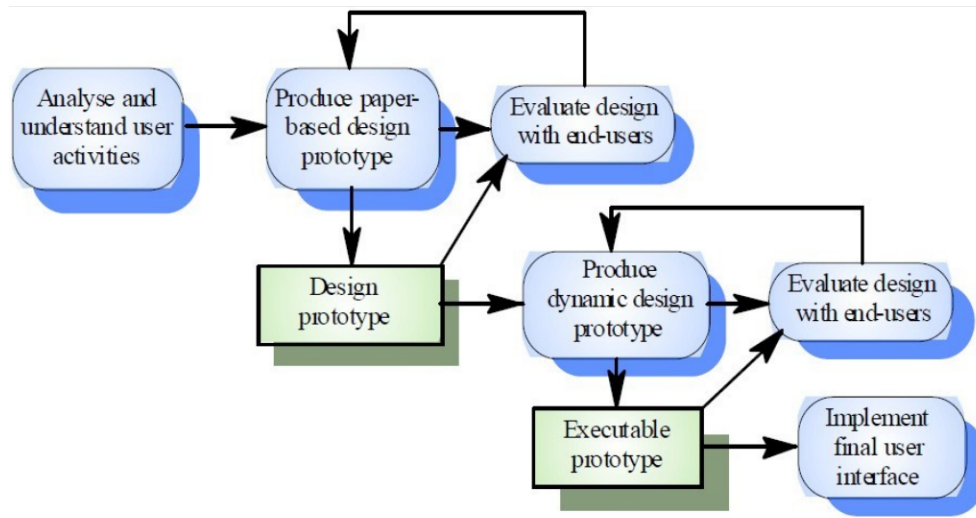 Analyse and
understand user
activities
Produce paper-
based design
prototype
Evaluate design
with end-users
Design
prototype
Produce
dynamic design
prototype
Evaluate design
with end-users
Executable
prototype
Implement
final user
interface